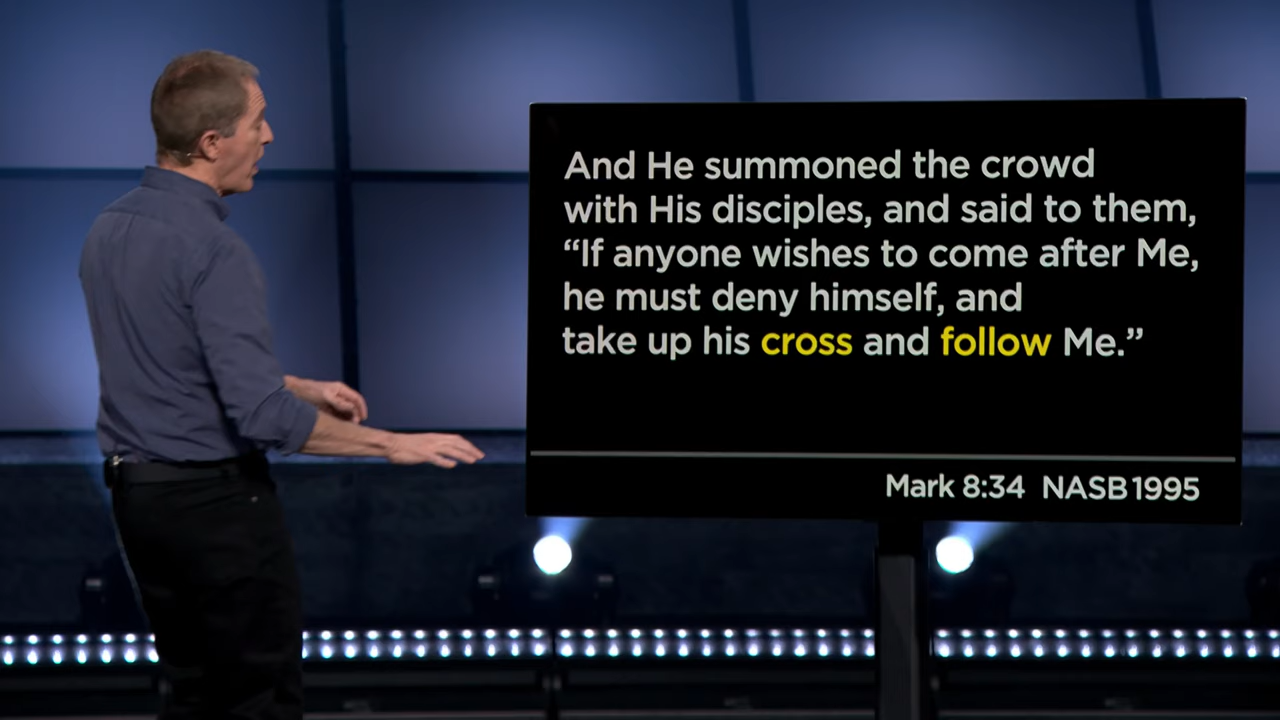 And He summoned the crowd
with His disciples, and said to them,
“If anyone wishes to come after Me,
he must deny himself, and
take up his cross and follow Me.”
Mark 8:34 NASB1995